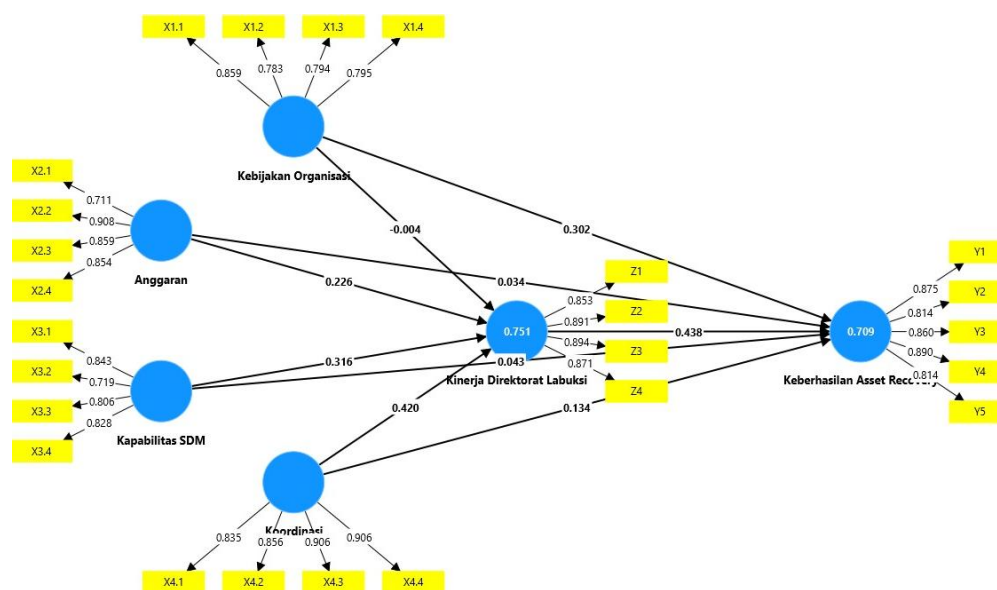 X1.1 X1.2 X1.3 X1.4
0.859 0.783 0.794 0.795
Kebijakan Organisasi
X2.1
X2.2
X2.3
X2.4
0.711
0.908
0.859
0.854
Anggaran
-0.004
0.302
0.226
0.034
X3.1
X3.2
X3.3
X3.4
0.843
0.719
0.806
0.828
Kapabilitas SDM
0.316
0.043
0.751
Kinerja Direktorat Labuksi
Z1
Z2
Z3
Z4
0.853
0.891
0.894
0.871
0.438
0.709
Keberhasilan Asset Recovery
Y1
Y2
Y3
Y4
Y5
0.875
0.814
0.860
0.890
0.814
0.420
0.134
Koordinasi
0.835 0.856 0.906 0.906
X4.1 X4.2 X4.3 X4.4